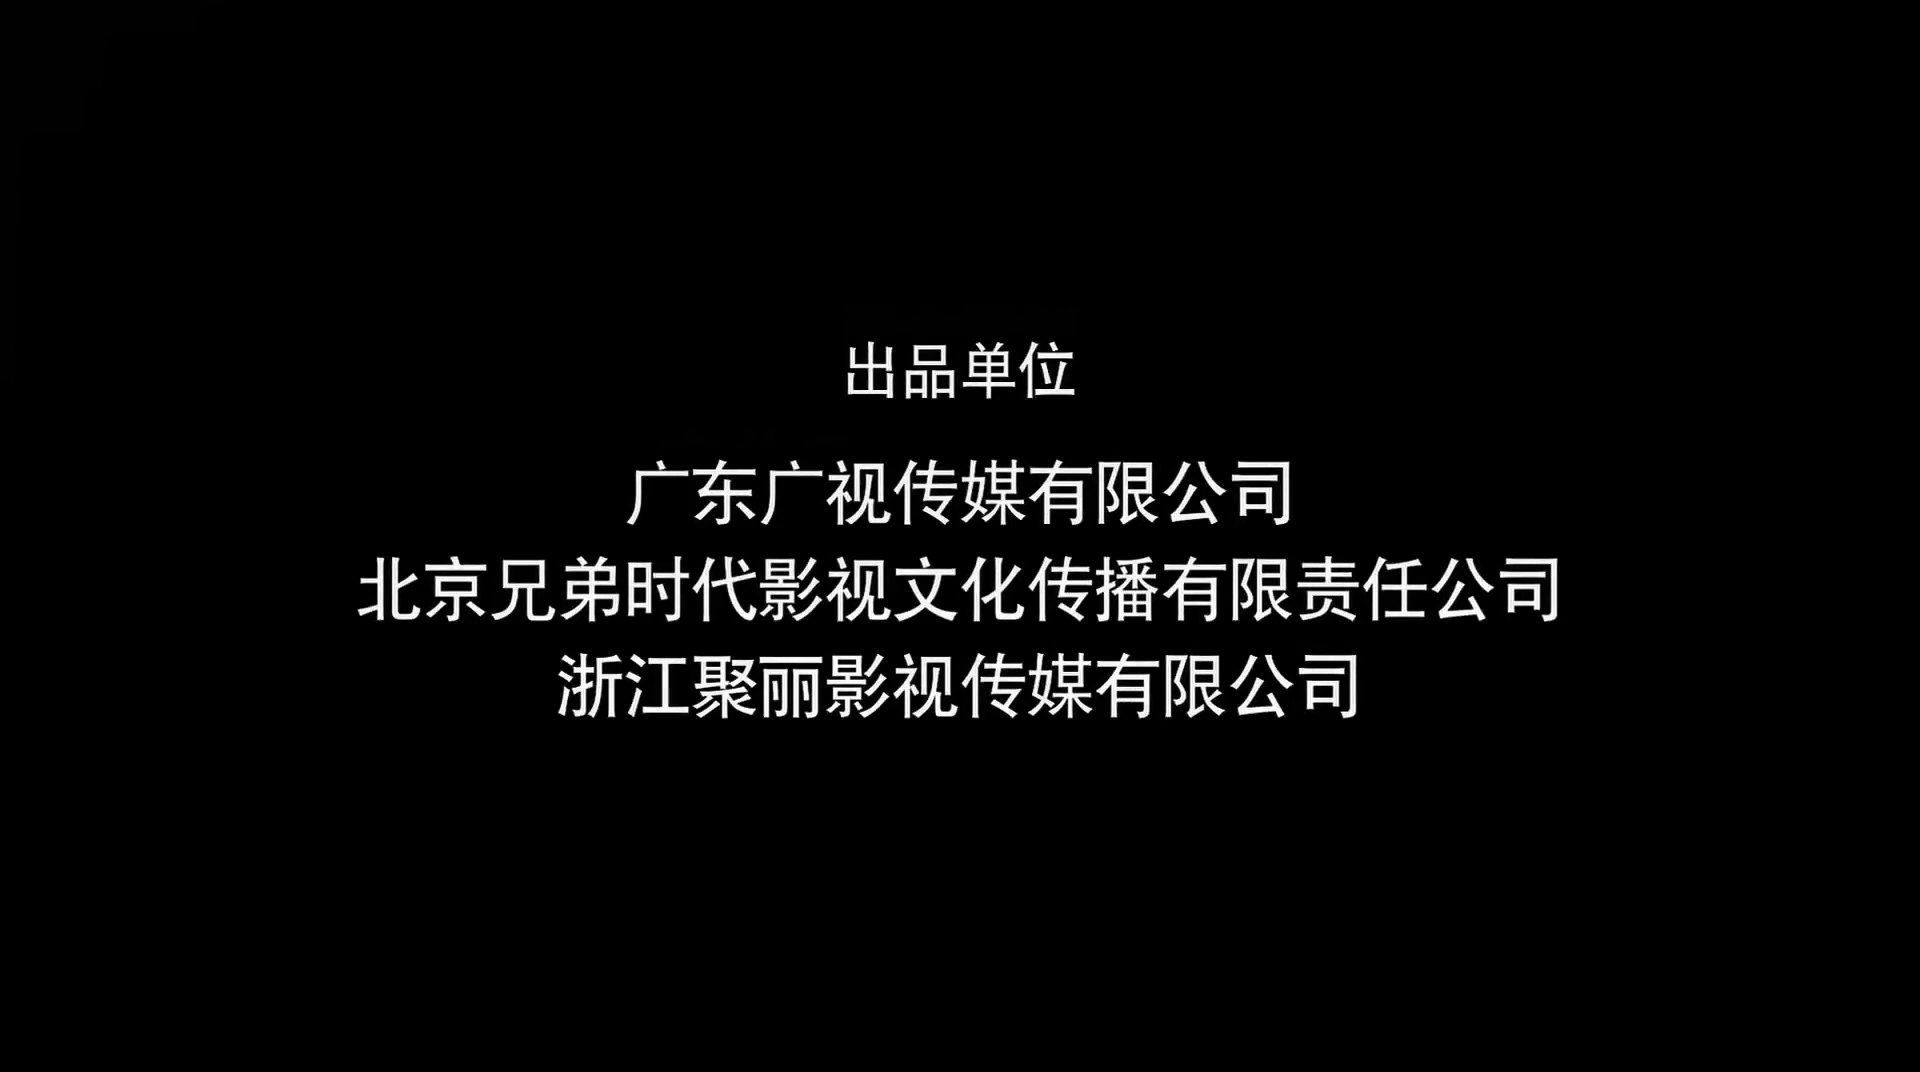 出品单位
广东广视传媒有限公司
北京兄弟时代影视文化传播有限责任公司
浙江聚丽影视传媒有限公司